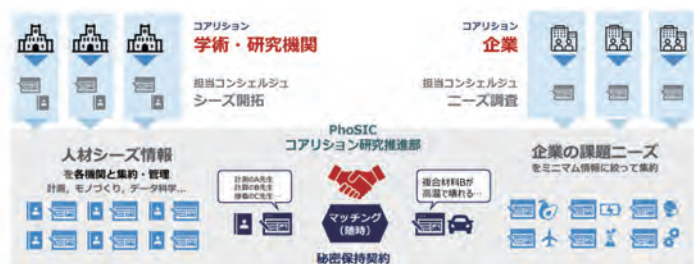 コアリション
学術・研究機関
担当コンシェルジュ
シーズ開拓
コアリション
企業
担当コンシェルジュ
ニーズ調査
PhoSIC
コアリション研究推進部
人材シーズ情報
を各機関と集約・管理
計測，モノづくり，データ科学...
計測のA先生
計算のB先生
接着のC先生...
マッチング
（随時）
秘密保持契約
複合材料Bが
高温で壊れる...
企業の課題ニーズ
をミニマム情報に絞って集約